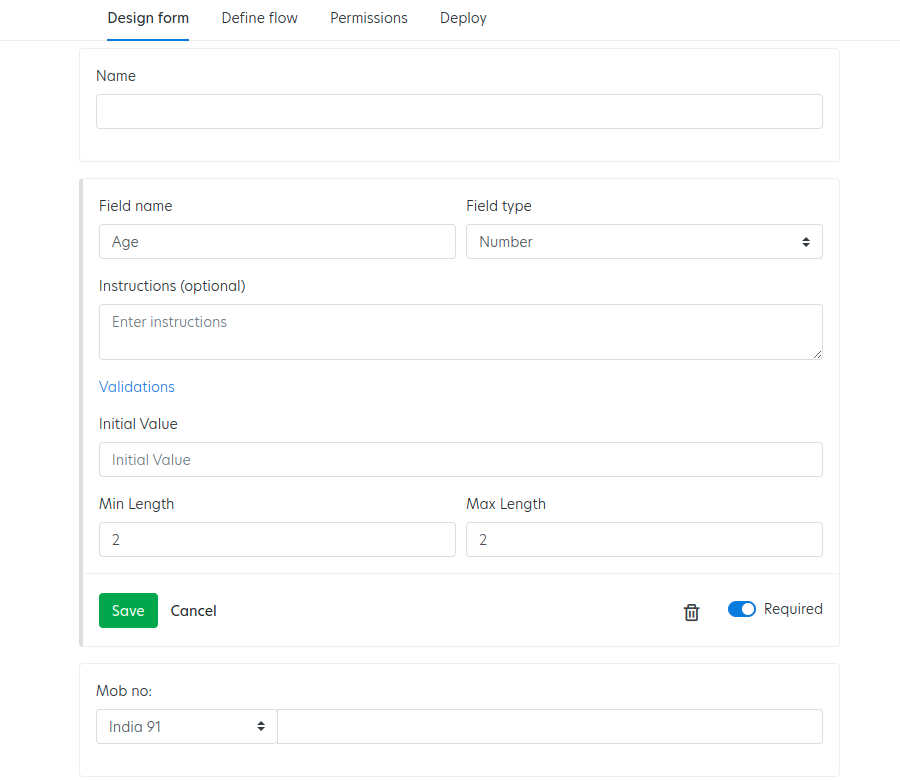 Design form Define flow Permissions Deploy
Name
Field name Field type
Age Number
Instructions (optional)
Enter instructions
Validations
Initial Value
Initial Value
Min Length Max Length
2 2
Save Cancel Required
Mob no:
India 91